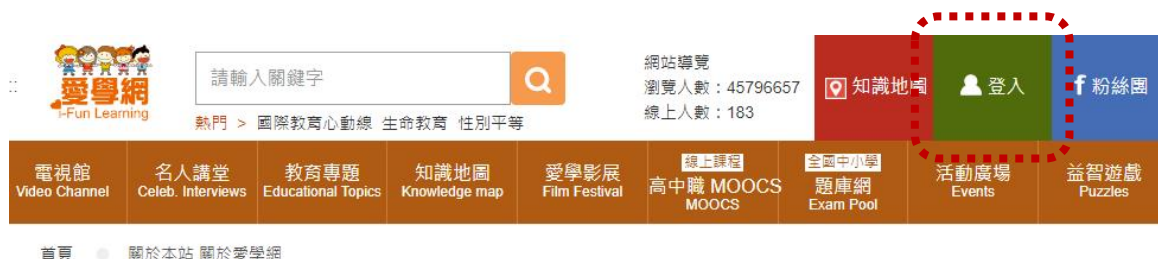 ::
愛學網
I-Fun Learning
請輸入關鍵字
熱門 > 國際教育心動線 生命教育 性別平等
網站導覽
瀏覽人數：45796657
線上人數：183
知識地圖
登入
f 粉絲團
電視館
Video Channel
名人講堂
Celeb. Interviews
教育專題
Educational Topics
知識地圖
Knowledge map
愛學影展
Film Festival
線上課程
高中職 MOOCS
MOOCS
全國中小學
題庫網
Exam Pool
活動廣場
Events
益智遊戲
Puzzles
首頁 ● 關於本站 關於愛學網